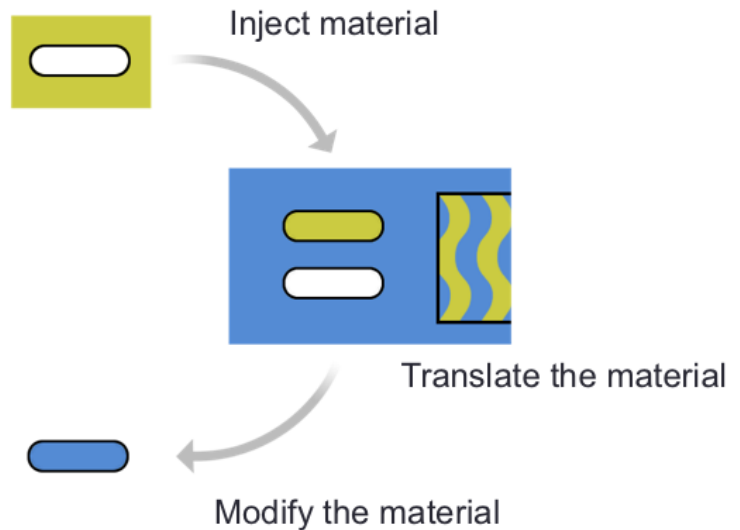 Inject material
Translate the material
Modify the material